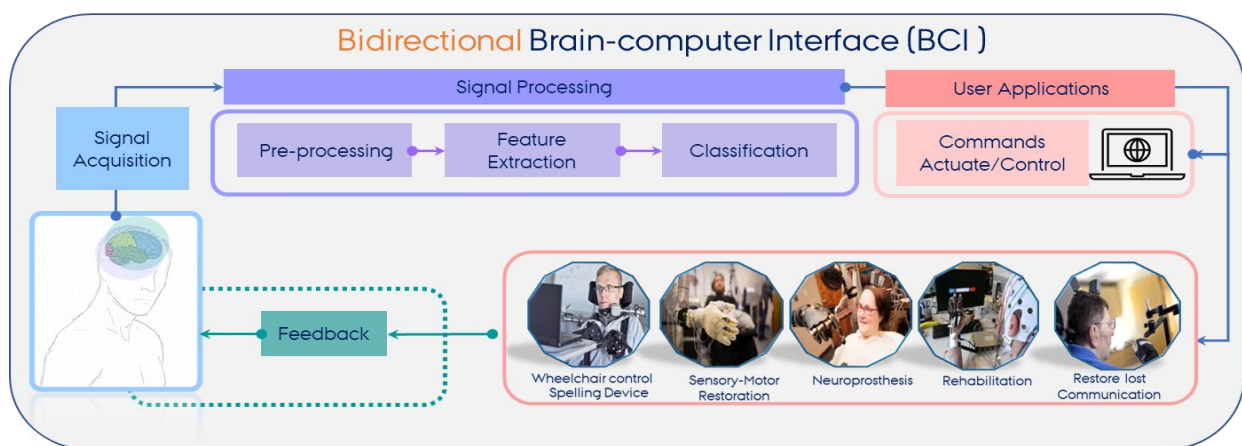 Bidirectional Brain-computer Interface (BCI )
Signal Processing
User Applications
Signal
Acquisition
Pre-processing
Feature
Extraction
Classification
Commands
Actuate/Control
Feedback
Wheelchair control
Spelling Device
Sensory-Motor
Restoration
Neuroprosthesis
Rehabilitation
Restore lost
Communication